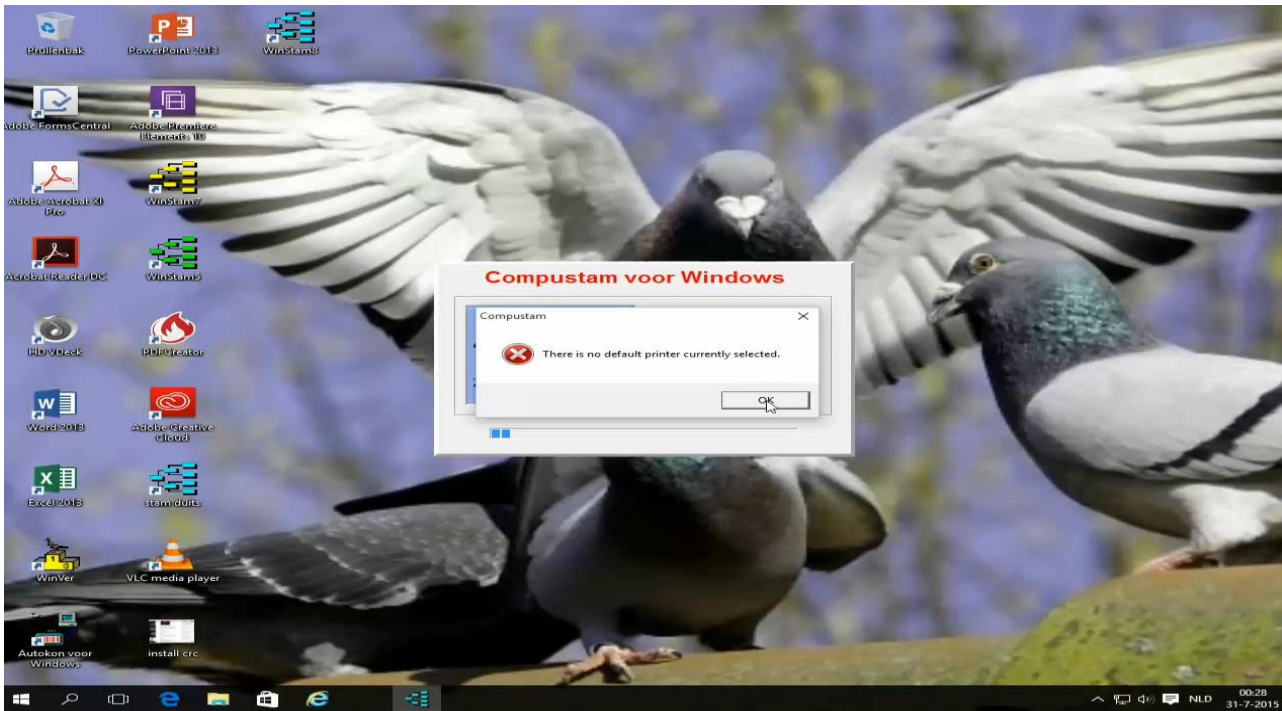 Prullenbak
PowerPoint 2013
WinStam8
Adobe FormsCentral
Adobe Premiere
Elements 10
Adobe Acrobat XI
Pro
WinStam7
Acrobat Reader DC
WinStam5
HD VDeck
PDFCreator
Word 2013
Adobe Creative
Cloud
Excel 2013
stam duits
WinVer
VLC media player
Autokon voor
Windows
install crc
Compustam voor Windows
Compustam
There is no default printer currently selected.
OK
NLD
00:28
31-7-2015